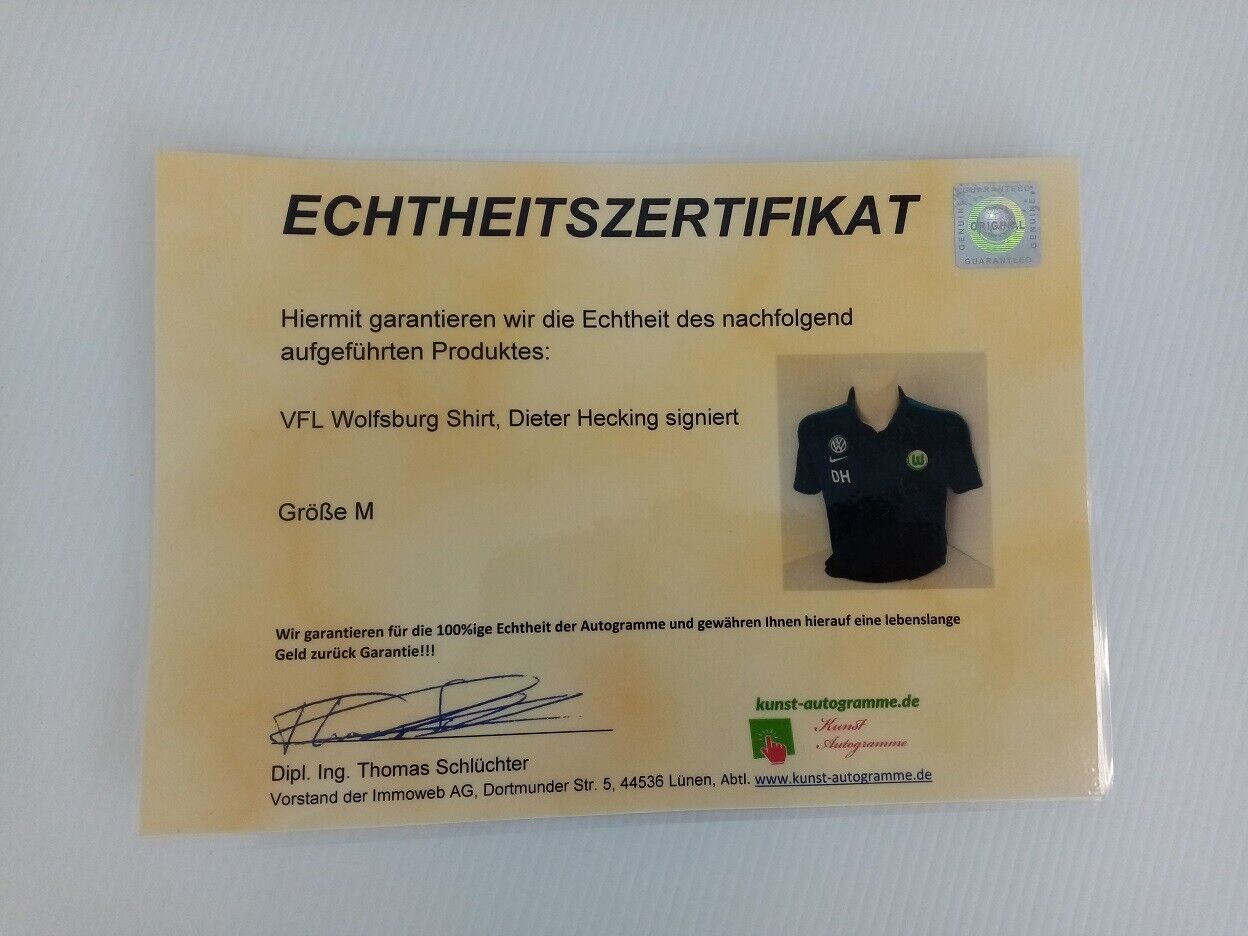 ECHTHEITSZERTIFIKAT
GUARANTEED
GENUINE
ORIGINAL
GENUINE
GUARANTEED
Hiermit garantieren wir die Echtheit des nachfolgend
aufgeführten Produktes:
VFL Wolfsburg Shirt, Dieter Hecking signiert
DH
Größe M
Wir garantieren für die 100%ige Echtheit der Autogramme und gewähren Ihnen hierauf eine lebenslange
Geld zurück Garantie!!!
kunst-autogramme.de
Kunst
Autogramme
Dipl. Ing. Thomas Schlüchter
Vorstand der Immoweb AG, Dortmunder Str. 5, 44536 Lünen, Abtl. www.kunst-autogramme.de